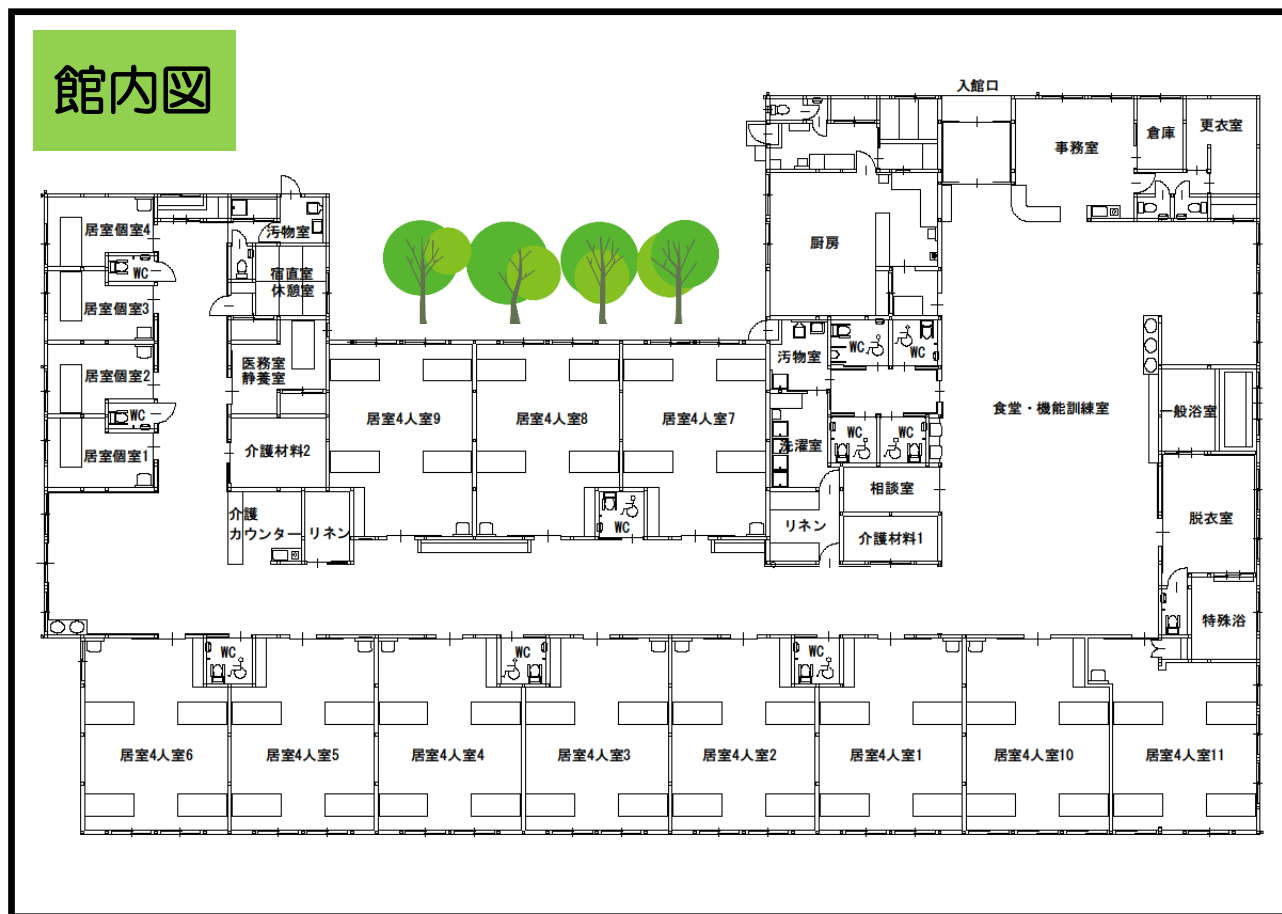 館内図
入館口
事務室
倉庫
更衣室
居室個室4
汚物室
WC
宿直室
休憩室
厨房
居室個室3
医務室
静養室
汚物室
WC
WC
居室個室2
WC
居室4人室9
居室4人室8
居室4人室7
食堂・機能訓練室
一般浴室
居室個室1
介護材料2
洗濯室
WC
WC
相談室
介護
カウンター
リネン
WC
リネン
介護材料1
脱衣室
特殊浴
WC
WC
WC
居室4人室6
居室4人室5
居室4人室4
居室4人室3
居室4人室2
居室4人室1
居室4人室10
居室4人室11